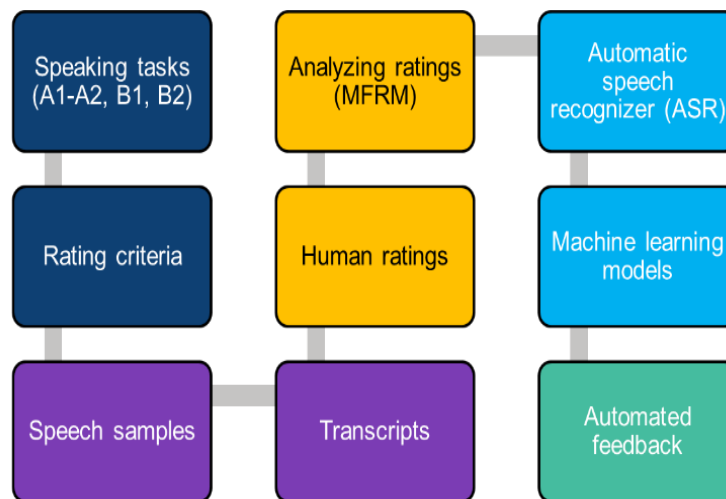 Speaking tasks
(A1-A2, B1, B2)
Rating criteria
Speech samples
Transcripts
Human ratings
Analyzing ratings
(MFRM)
Automatic
speech
recognizer (ASR)
Machine learning
models
Automated
feedback